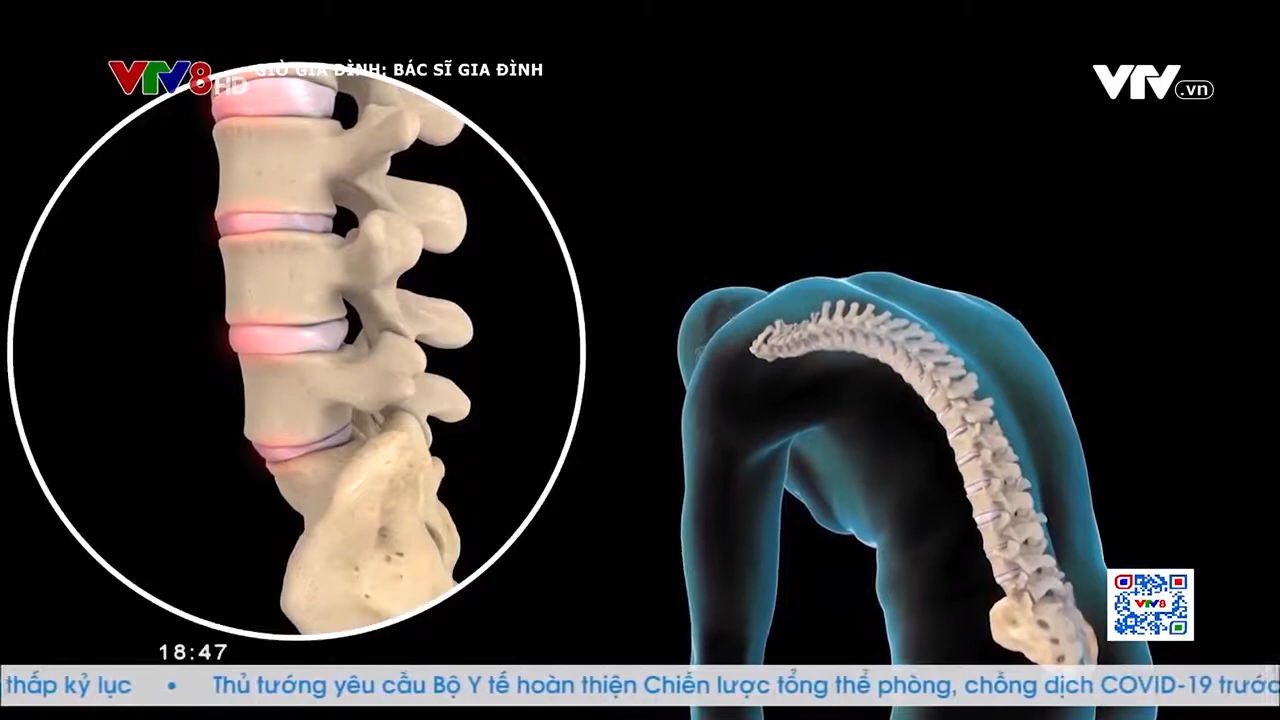 VTV8
HD
GIỜ GIA ĐÌNH: BÁC SĨ GIA ĐÌNH
VTV.vn
VTV8
18:47
thấp kỷ lục • Thủ tướng yêu cầu Bộ Y tế hoàn thiện Chiến lược tổng thể phòng, chống dịch COVID-19 trước